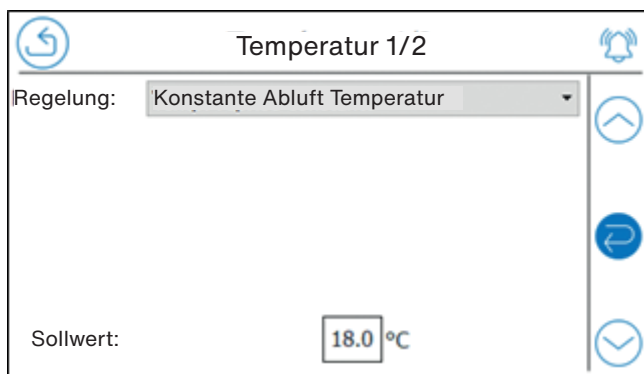 Temperatur 1/2
Regelung: Konstante Abluft Temperatur
Sollwert: 18.0 °C